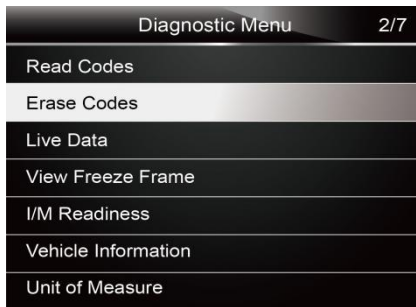 Diagnostic Menu 2/7
Read Codes
Erase Codes
Live Data
View Freeze Frame
I/M Readiness
Vehicle Information
Unit of Measure